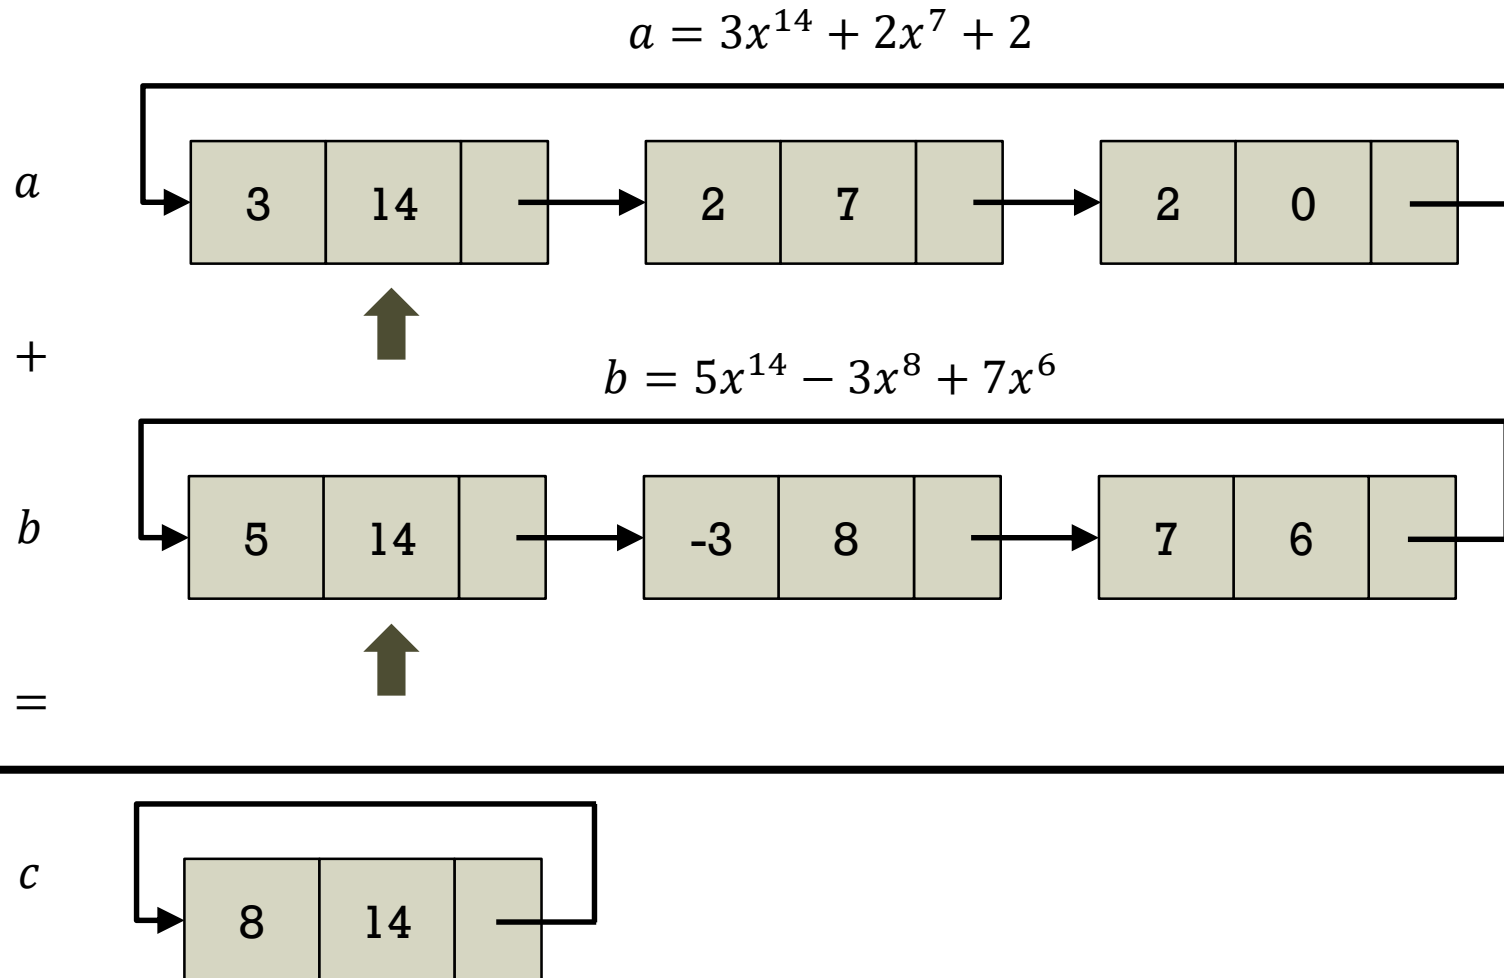 a = 3x^14 + 2x^7 + 2
a
3 14 2 7 2 0
+
b = 5x^14 − 3x^8 + 7x^6
b
5 14 -3 8 7 6
=
c
8 14